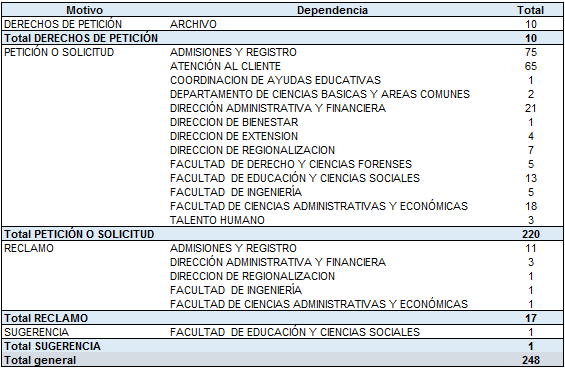 Motivo Dependencia Total
DERECHOS DE PETICIÓN ARCHIVO 10
Total DERECHOS DE PETICIÓN 10
PETICIÓN O SOLICITUD ADMISIONES Y REGISTRO 75
ATENCIÓN AL CLIENTE 65
COORDINACION DE AYUDAS EDUCATIVAS 1
DEPARTAMENTO DE CIENCIAS BASICAS Y AREAS COMUNES 2
DIRECCIÓN ADMINISTRATIVA Y FINANCIERA 21
DIRECCION DE BIENESTAR 1
DIRECCION DE EXTENSION 4
DIRECCION DE REGIONALIZACION 7
FACULTAD DE DERECHO Y CIENCIAS FORENSES 5
FACULTAD DE EDUCACIÓN Y CIENCIAS SOCIALES 13
FACULTAD DE INGENIERÍA 5
FACULTAD DE CIENCIAS ADMINISTRATIVAS Y ECONÓMICAS 18
TALENTO HUMANO 3
Total PETICIÓN O SOLICITUD 220
RECLAMO ADMISIONES Y REGISTRO 11
DIRECCIÓN ADMINISTRATIVA Y FINANCIERA 3
DIRECCION DE REGIONALIZACION 1
FACULTAD DE INGENIERÍA 1
FACULTAD DE CIENCIAS ADMINISTRATIVAS Y ECONÓMICAS 1
Total RECLAMO 17
SUGERENCIA FACULTAD DE EDUCACIÓN Y CIENCIAS SOCIALES 1
Total SUGERENCIA 1
Total general 248